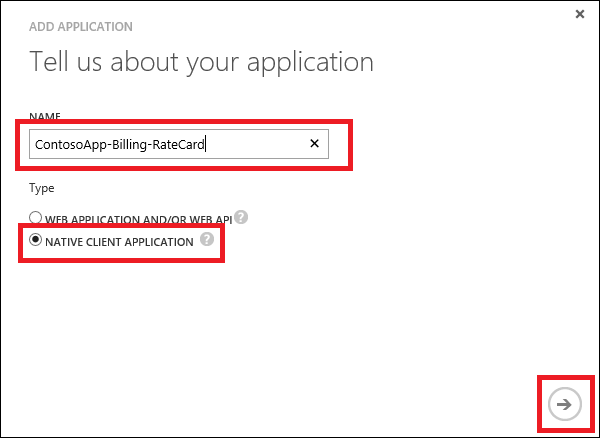 ADD APPLICATION
Tell us about your application
NAME
ContosoApp-Billing-RateCard
Type
WEB APPLICATION AND/OR WEB API
NATIVE CLIENT APPLICATION